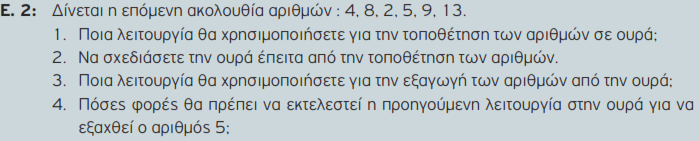 Ε. 2: Δίνεται η επόμενη ακολουθία αριθμών : 4, 8, 2, 5, 9, 13.
1. Ποια λειτουργία θα χρησιμοποιήσετε για την τοποθέτηση των αριθμών σε ουρά;
2. Να σχεδιάσετε την ουρά έπειτα από την τοποθέτηση των αριθμών.
3. Ποια λειτουργία θα χρησιμοποιήσετε για την εξαγωγή των αριθμών από την ουρά;
4. Πόσες φορές θα πρέπει να εκτελεστεί η προηγούμενη λειτουργία στην ουρά για να
εξαχθεί ο αριθμός 5;